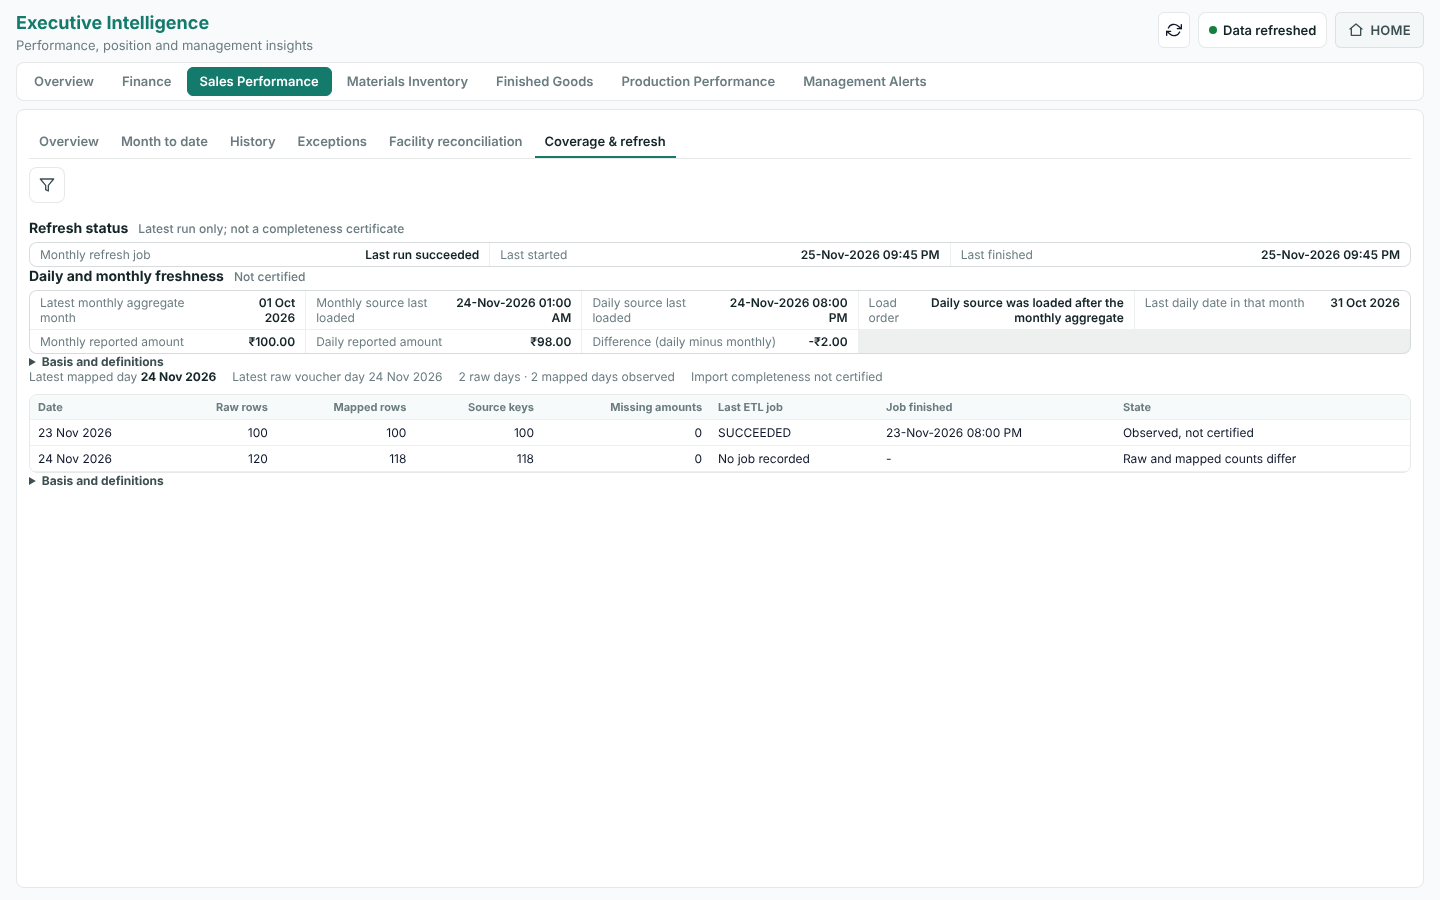 Executive Intelligence
Performance, position and management insights
Data refreshed
HOME
Overview Finance Sales Performance Materials Inventory Finished Goods Production Performance Management Alerts
Overview Month to date History Exceptions Facility reconciliation Coverage & refresh
Refresh status Latest run only; not a completeness certificate
Monthly refresh job Last run succeeded Last started 25-Nov-2026 09:45 PM Last finished 25-Nov-2026 09:45 PM
Daily and monthly freshness Not certified
Latest monthly aggregate month 01 Oct 2026 Monthly source last loaded 24-Nov-2026 01:00 AM Daily source last loaded 24-Nov-2026 08:00 PM Load order Daily source was loaded after the monthly aggregate Last daily date in that month 31 Oct 2026
Monthly reported amount ₹100.00 Daily reported amount ₹98.00 Difference (daily minus monthly) -₹2.00
Basis and definitions
Latest mapped day 24 Nov 2026 Latest raw voucher day 24 Nov 2026 2 raw days · 2 mapped days observed Import completeness not certified
Date Raw rows Mapped rows Source keys Missing amounts Last ETL job Job finished State
23 Nov 2026 100 100 100 0 SUCCEEDED 23-Nov-2026 08:00 PM Observed, not certified
24 Nov 2026 120 118 118 0 No job recorded - Raw and mapped counts differ
Basis and definitions